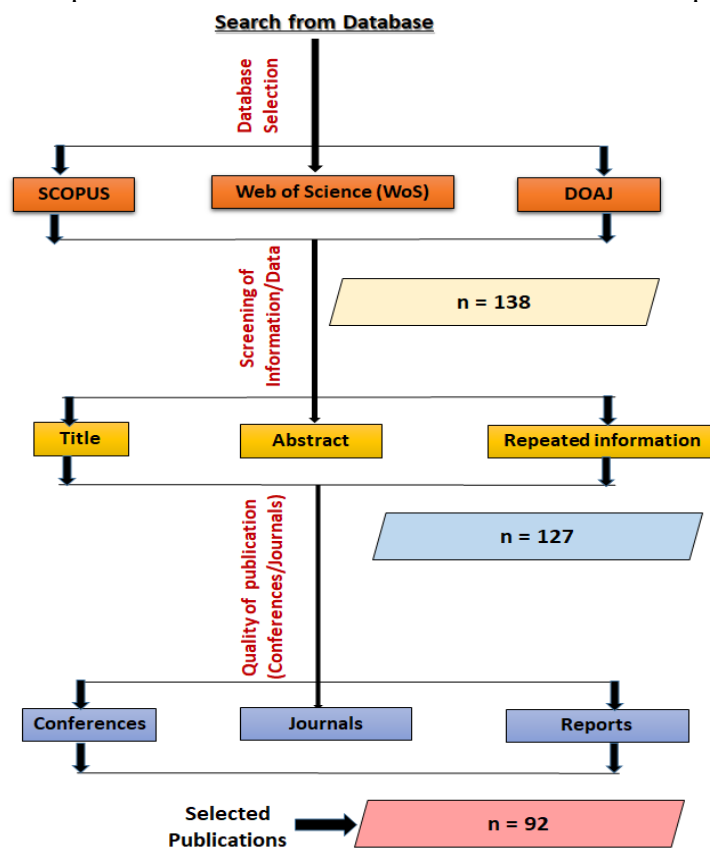 Search from Database
Database
Selection
SCOPUS
Web of Science (WoS)
DOAJ
Screening of
Information/Data
n = 138
Title
Abstract
Repeated information
Quality of publication
(Conferences/Journals)
n = 127
Conferences
Journals
Reports
Selected
Publications
n = 92